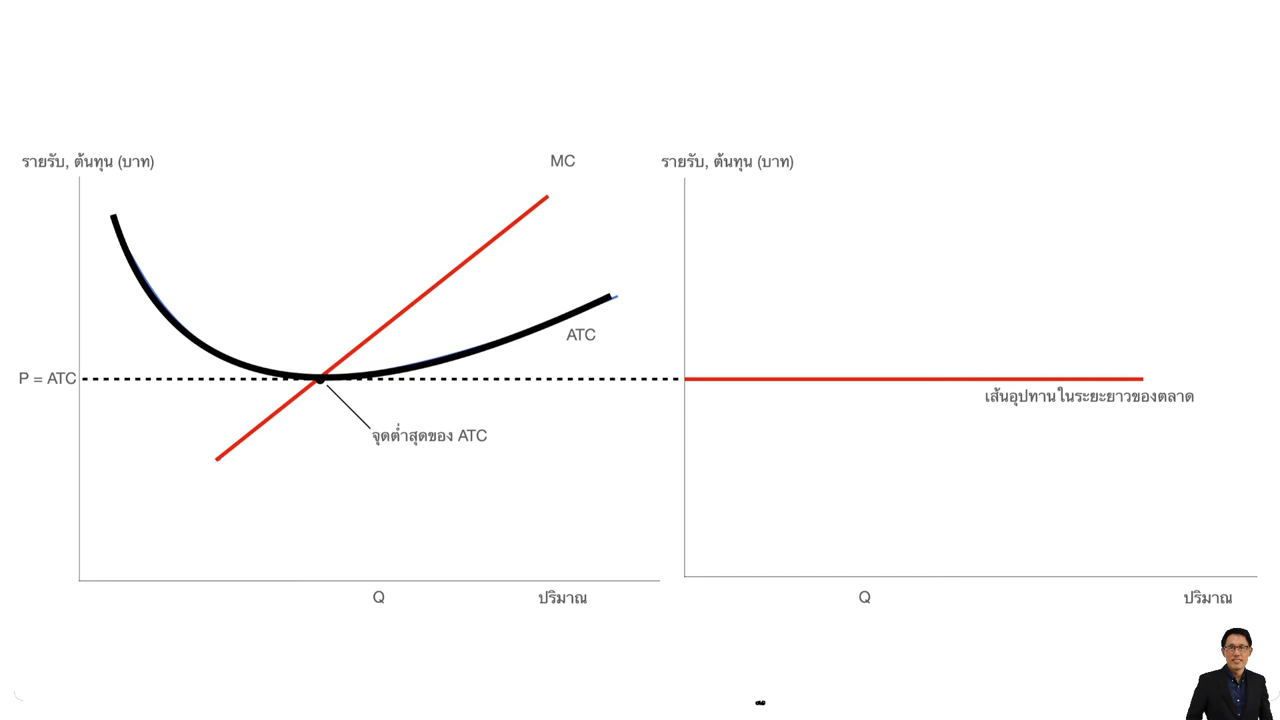 รายรับ, ต้นทุน (บาท)
MC
ATC
P = ATC
จุดต่ำสุดของ ATC
Q
ปริมาณ
รายรับ, ต้นทุน (บาท)
เส้นอุปทานในระยะยาวของตลาด
Q
ปริมาณ